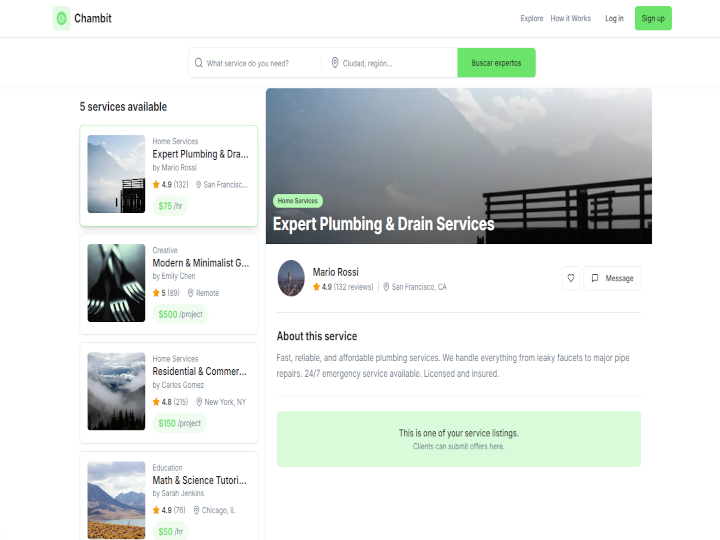 Chambit
Explore How it Works Log in Sign up
What service do you need? Ciudad, región... Buscar expertos
5 services available
Home Services
Expert Plumbing & Dra...
by Mario Rossi
4.9 (132) San Francisc...
$75 /hr
Creative
Modern & Minimalist G...
by Emily Chen
5 (89) Remote
$500 /project
Home Services
Residential & Commer...
by Carlos Gomez
4.8 (215) New York, NY
$150 /project
Education
Math & Science Tutori...
by Sarah Jenkins
4.9 (76) Chicago, IL
$50 /hr
Home Services
Expert Plumbing & Drain Services
Mario Rossi
4.9 (132 reviews) San Francisco, CA
Message
About this service
Fast, reliable, and affordable plumbing services. We handle everything from leaky faucets to major pipe
repairs. 24/7 emergency service available. Licensed and insured.
This is one of your service listings.
Clients can submit offers here.